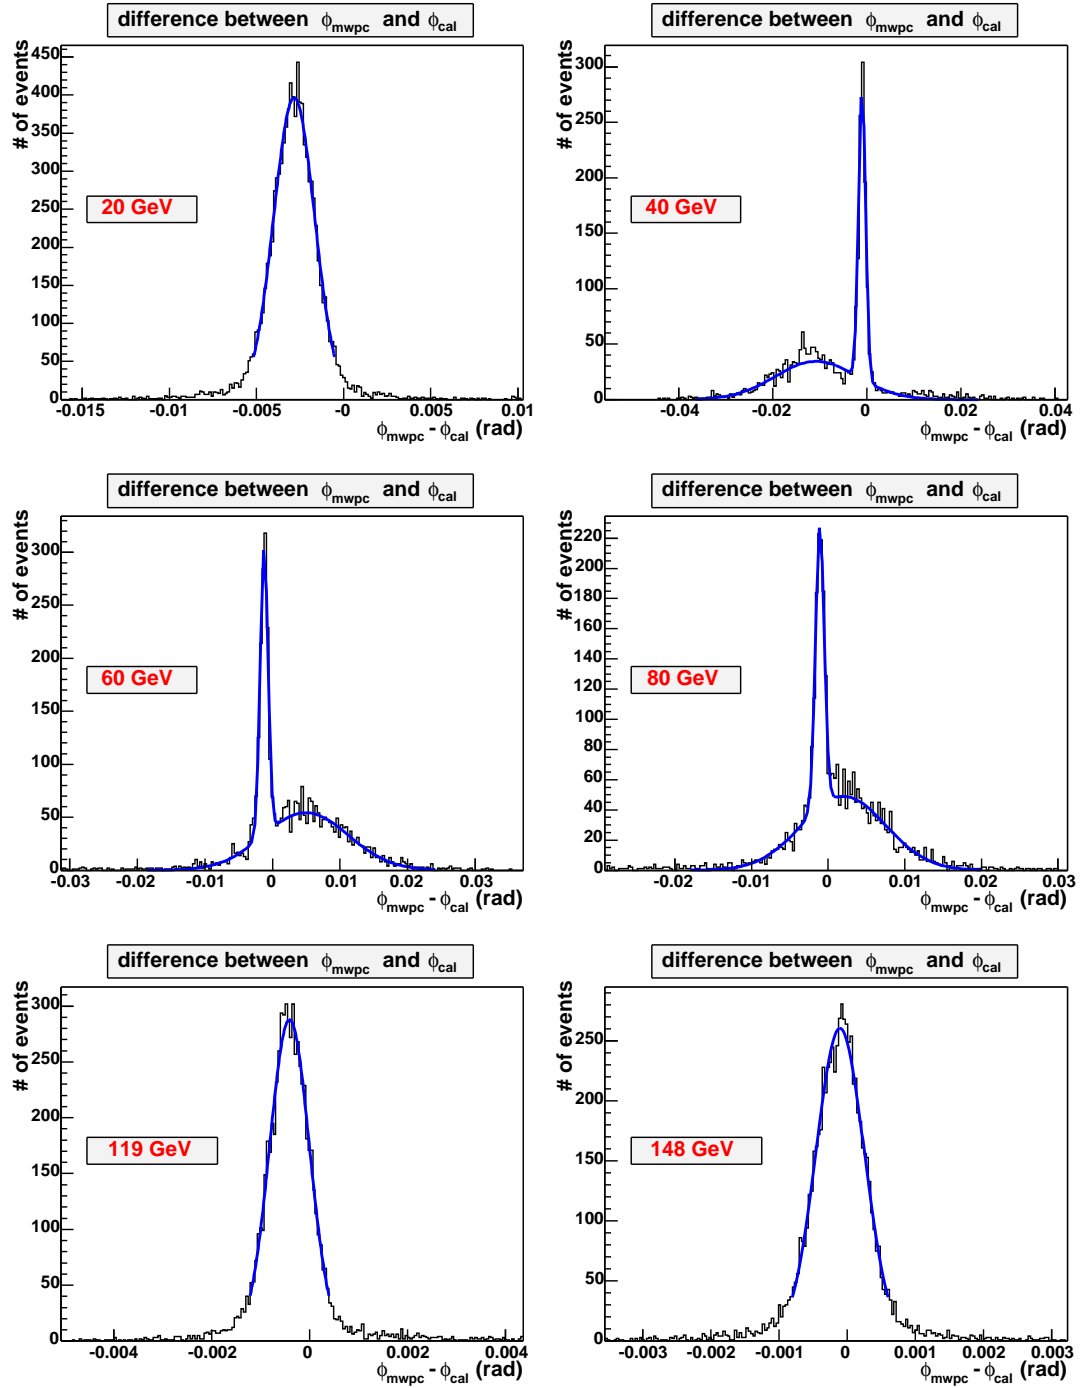 difference between ϕmwpc and ϕcal
# of events
450
400
350
300
250
200
150
100
50
0
20 GeV
-0.015 -0.01 -0.005 -0 0.005 0.01
ϕmwpc - ϕcal (rad)
difference between ϕmwpc and ϕcal
# of events
300
250
200
150
100
50
0
40 GeV
-0.04 -0.02 0 0.02 0.04
ϕmwpc - ϕcal (rad)
difference between ϕmwpc and ϕcal
# of events
300
250
200
150
100
50
0
60 GeV
-0.03 -0.02 -0.01 0 0.01 0.02 0.03
ϕmwpc - ϕcal (rad)
difference between ϕmwpc and ϕcal
# of events
220
200
180
160
140
120
100
80
60
40
20
0
80 GeV
-0.02 -0.01 0 0.01 0.02 0.03
ϕmwpc - ϕcal (rad)
difference between ϕmwpc and ϕcal
# of events
300
250
200
150
100
50
0
119 GeV
-0.004 -0.002 0 0.002 0.004
ϕmwpc - ϕcal (rad)
difference between ϕmwpc and ϕcal
# of events
250
200
150
100
50
0
148 GeV
-0.003 -0.002 -0.001 0 0.001 0.002 0.003
ϕmwpc - ϕcal (rad)